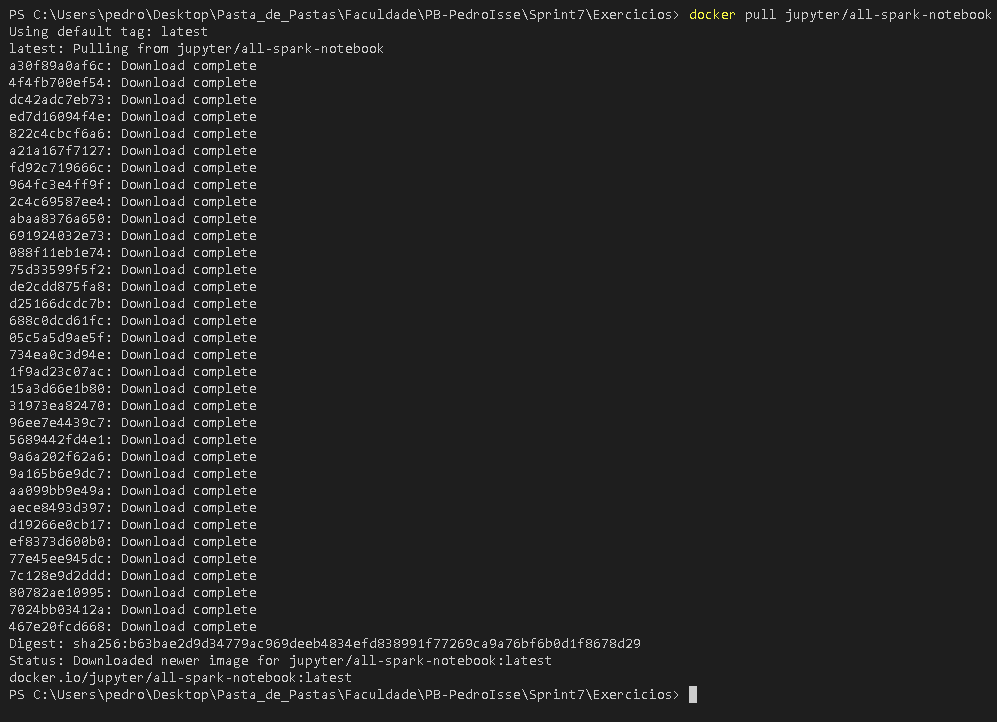 PS C:\Users\pedro\Desktop\Pasta_de_Pastas\Faculdade\PB-PedroIsse\Sprint7\Exercicios> docker pull jupyter/all-spark-notebook
Using default tag: latest
latest: Pulling from jupyter/all-spark-notebook
a30f89a0af6c: Download complete
4f4fb700ef54: Download complete
dc42adc7eb73: Download complete
ed7d16094f4e: Download complete
822c4cbcf6a6: Download complete
a21a167f7127: Download complete
fd92c719666c: Download complete
964fc3e4ff9f: Download complete
2c4c69587ee4: Download complete
abaa8376a650: Download complete
691924032e73: Download complete
088f11eb1e74: Download complete
75d33599f5f2: Download complete
de2cdd875fa8: Download complete
d25166dcdc7b: Download complete
688c0dcd61fc: Download complete
05c5a5d9ae5f: Download complete
734ea0c3d94e: Download complete
1f9ad23c07ac: Download complete
15a3d66e1b80: Download complete
31973ea82470: Download complete
96ee7e4439c7: Download complete
5689442fd4e1: Download complete
9a6a202f62a6: Download complete
9a165b6e9dc7: Download complete
aa099bb9e49a: Download complete
aece8493d397: Download complete
d19266e0cb17: Download complete
ef8373d600b0: Download complete
77e45ee945dc: Download complete
7c128e9d2ddd: Download complete
80782ae10995: Download complete
7024bb03412a: Download complete
467e20fcd668: Download complete
Digest: sha256:b63bae2d9d34779ac969deeb4834efd838991f77269ca9a76bf6b0d1f8678d29
Status: Downloaded newer image for jupyter/all-spark-notebook:latest
docker.io/jupyter/all-spark-notebook:latest
PS C:\Users\pedro\Desktop\Pasta_de_Pastas\Faculdade\PB-PedroIsse\Sprint7\Exercicios>